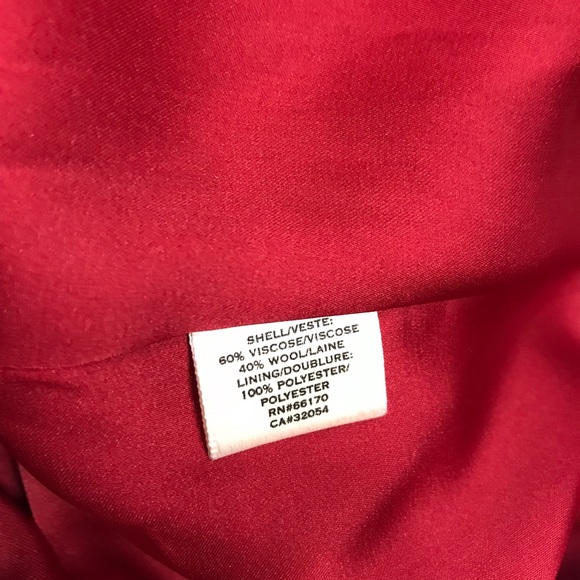 SHELL/VESTE:
60% VISCOSE/VISCOSE
40% WOOL/LAINE
LINING/DOUBLURE:
100% POLYESTER/
POLYESTER
RN#66170
CA#32054